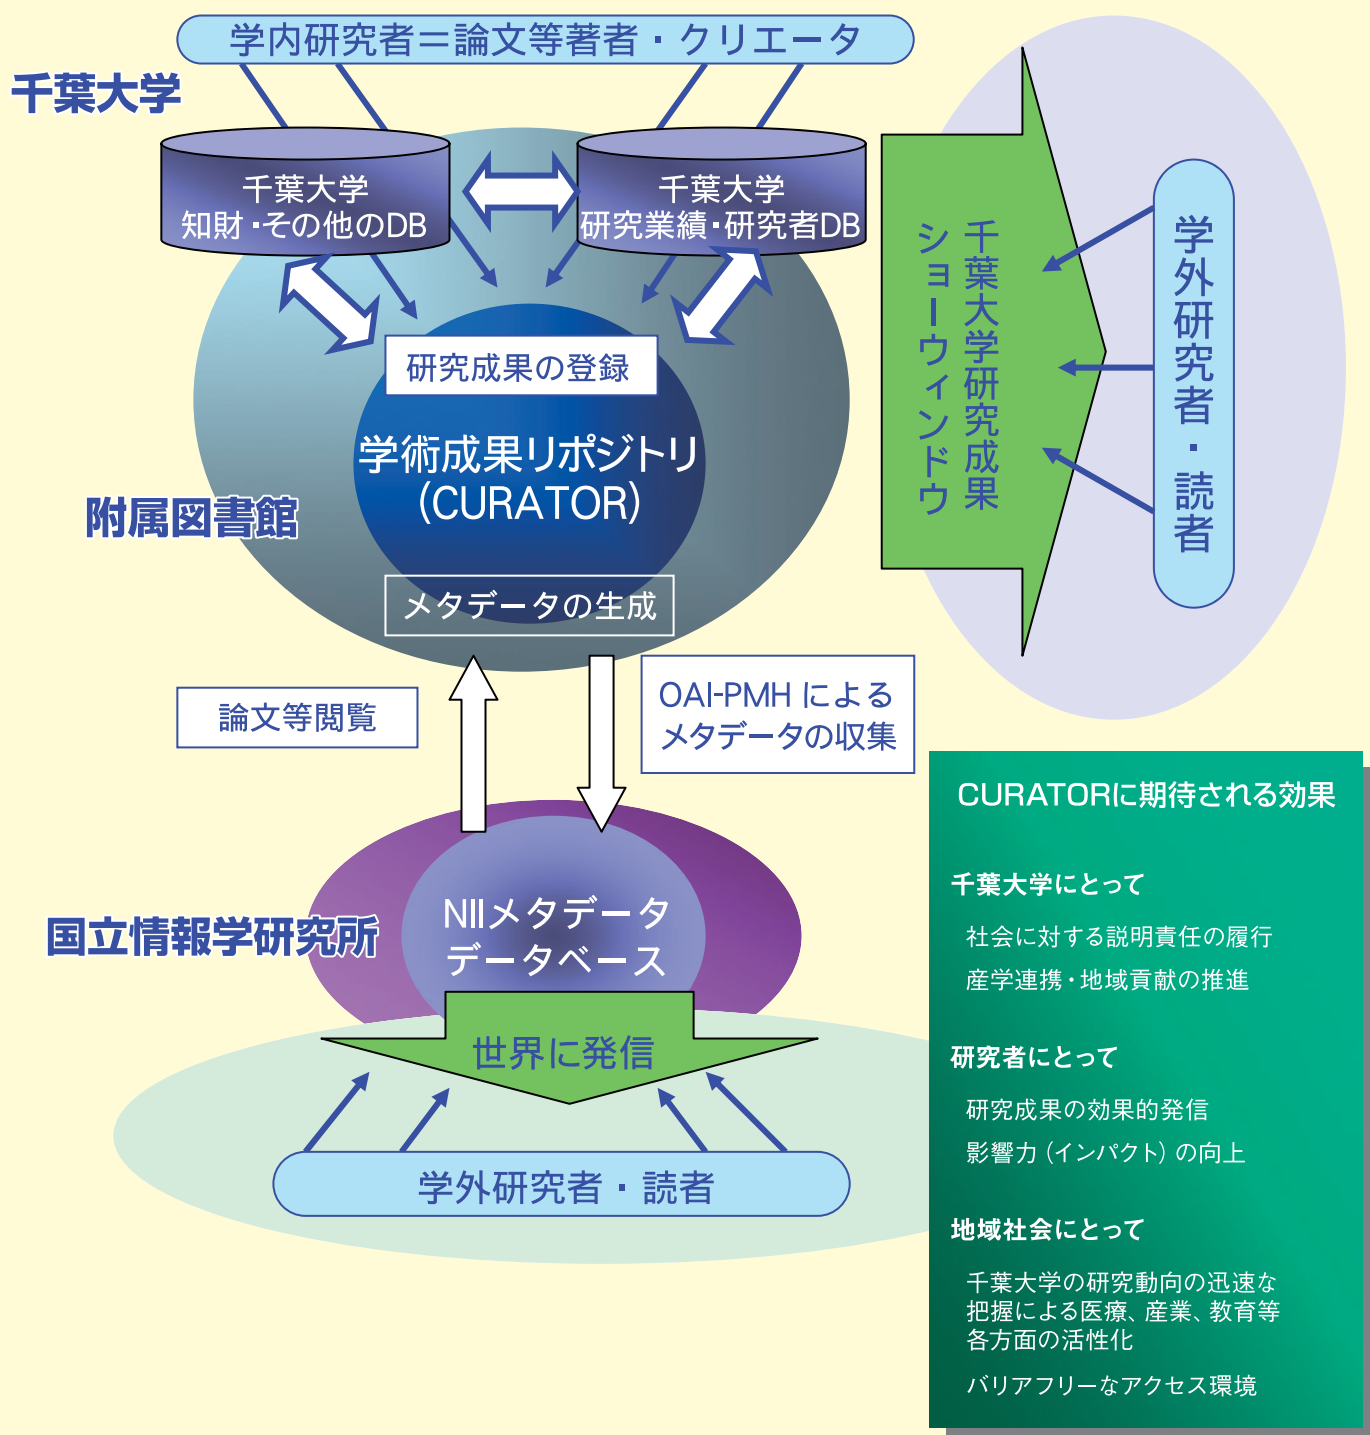 学内研究者＝論文等著者・クリエータ
千葉大学
千葉大学
知財・その他のDB
千葉大学
研究業績・研究者DB
研究成果の登録
学術成果リポジトリ
(CURATOR)
附属図書館
メタデータの生成
千葉大学研究成果
ショーウィンドウ
学外研究者・読者
論文等閲覧
OAI-PMH による
メタデータの収集
国立情報学研究所
NIIメタデータ
データベース
世界に発信
学外研究者・読者
CURATORに期待される効果
千葉大学にとって
社会に対する説明責任の履行
産学連携・地域貢献の推進
研究者にとって
研究成果の効果的発信
影響力（インパクト）の向上
地域社会にとって
千葉大学の研究動向の迅速な
把握による医療、産業、教育等
各方面の活性化
バリアフリーなアクセス環境